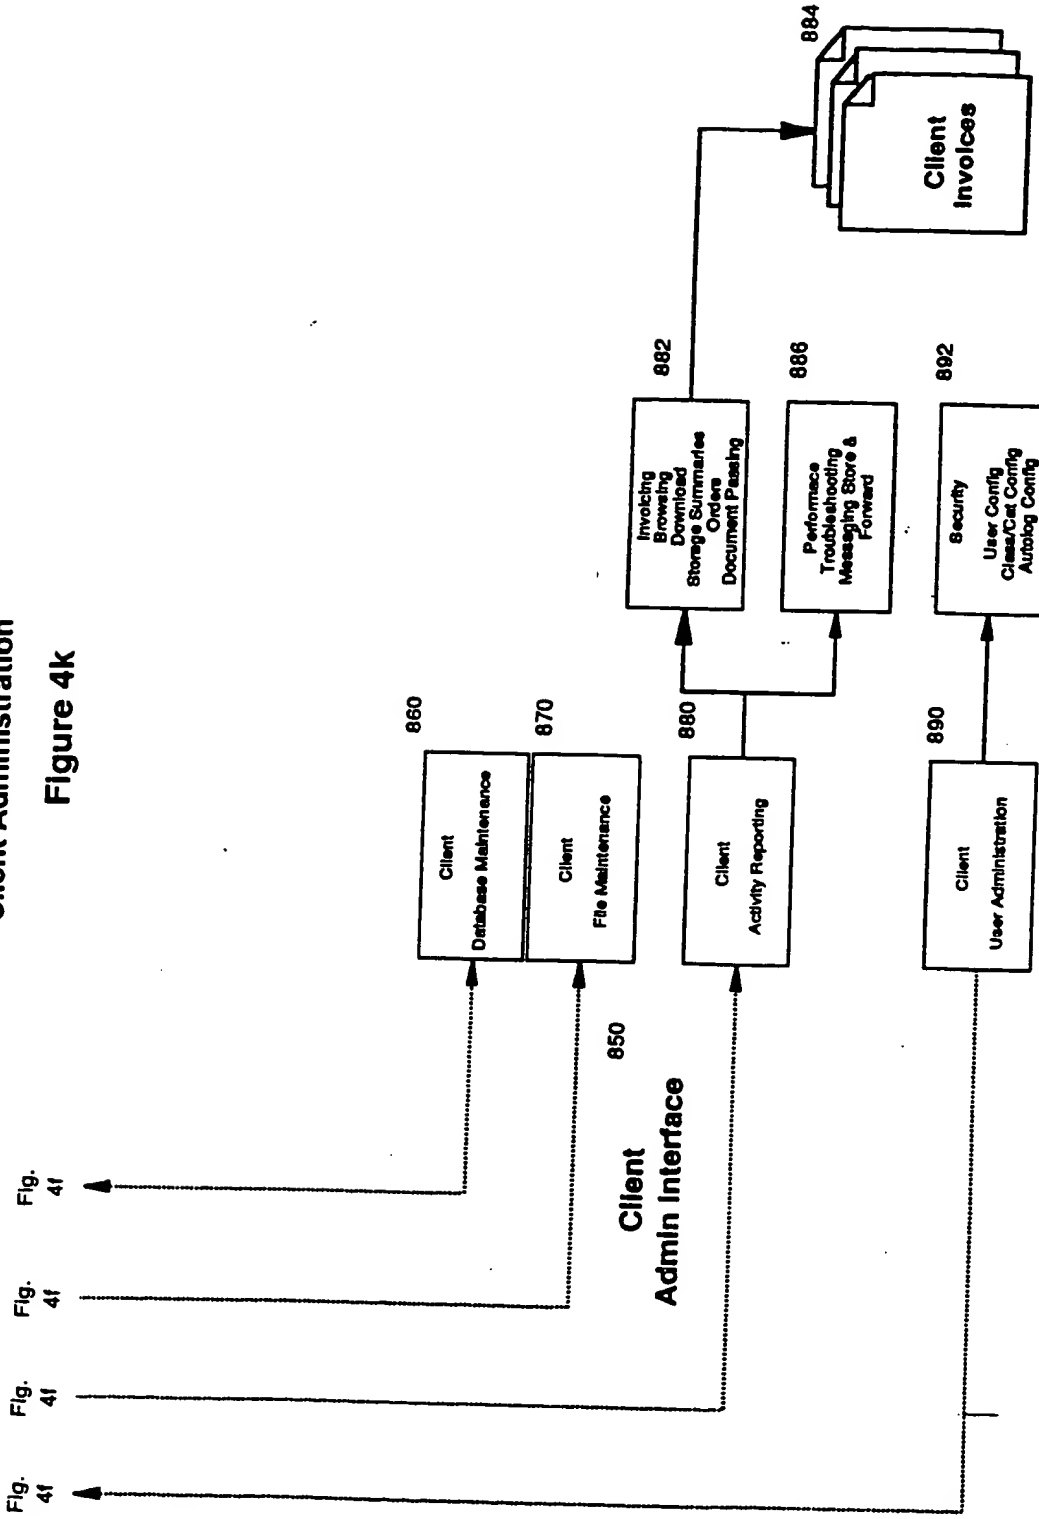 Client Administration
Figure 4k
Fig.
4f
Fig.
4f
Fig.
4f
Fig.
4f
860
Client
Database Maintenance
870
Client
File Maintenance
850
Client
Admin Interface
880
Client
Activity Reporting
882
Invoicing
Browsing
Download
Storage Summaries
Orders
Document Passing
884
Client
Invoices
886
Performace
Troubleshooting
Messaging Store &
Forward
890
Client
User Administration
892
Security
User Config
Class/Cat Config
Autolog Config